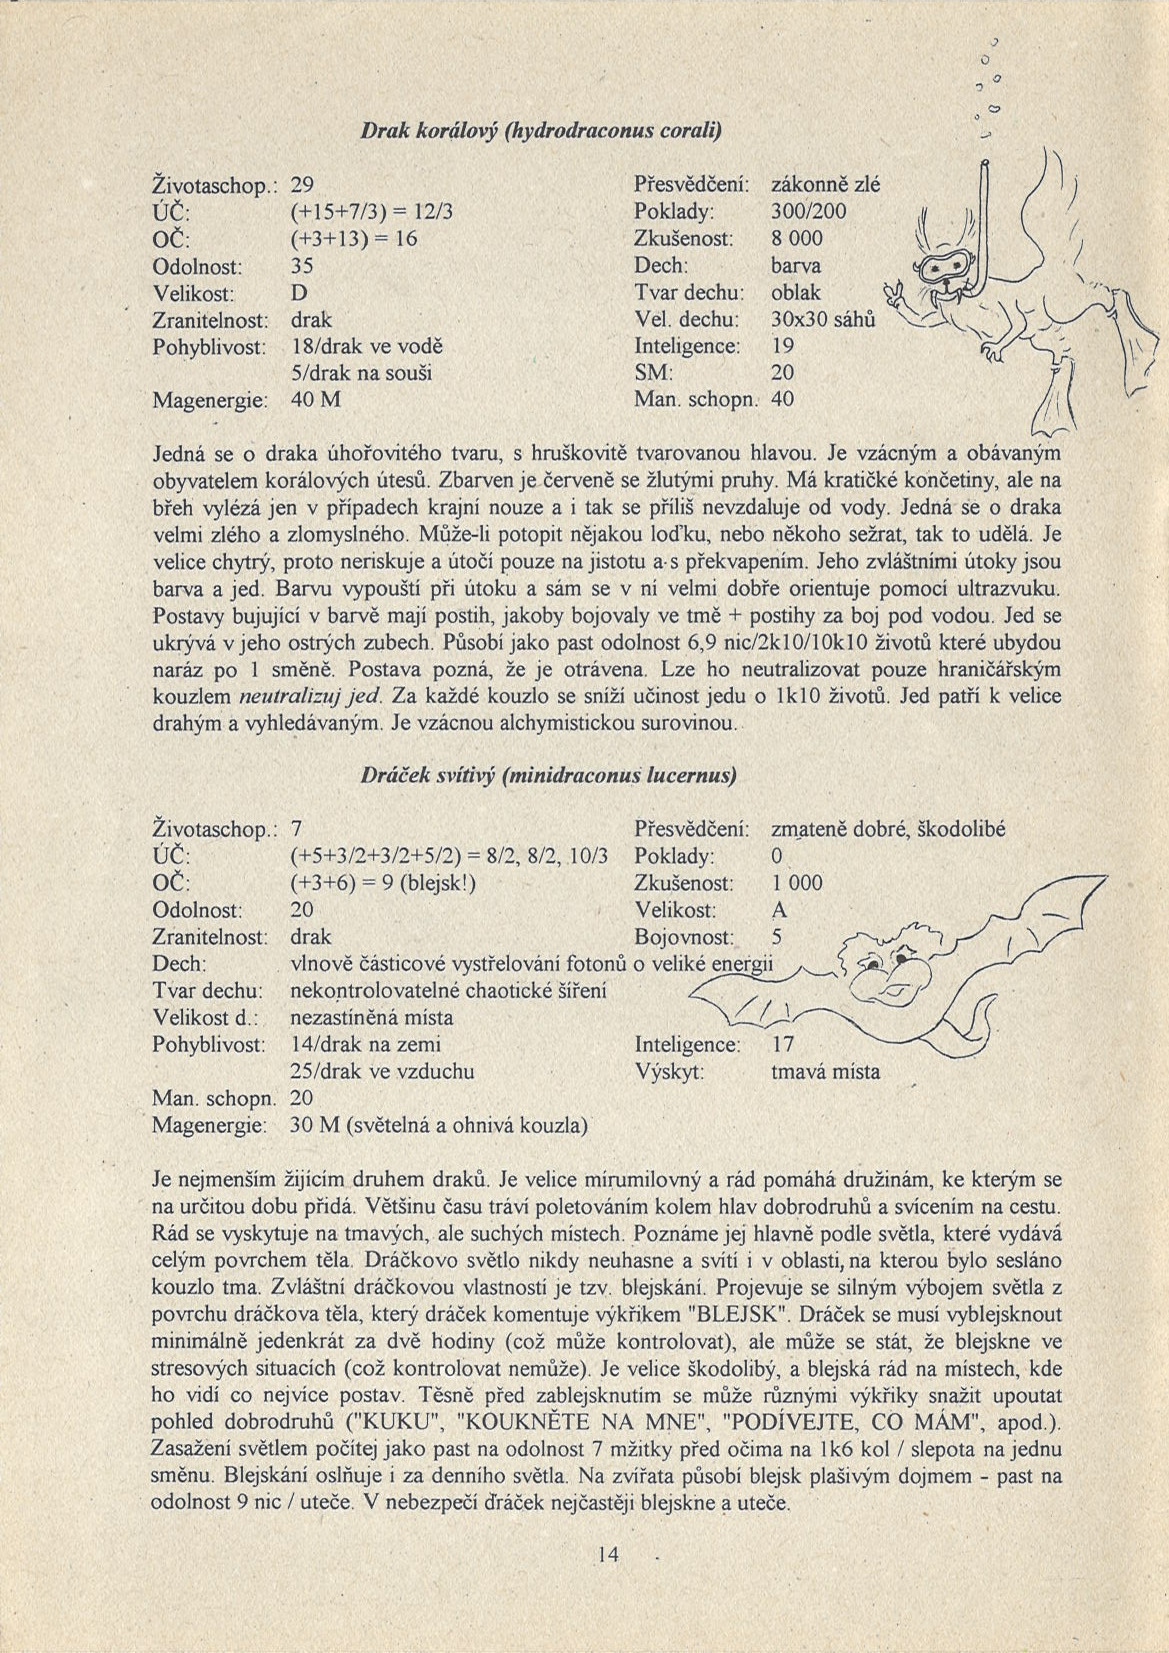 Drak korálový (hydrodraconus corali)
Životaschop.: 29 Přesvědčení: zákonně zlé
ÚČ: (+15+7/3) = 12/3 Poklady: 300/200
OČ: (+3+13) = 16 Zkušenost: 8 000
Odolnost: 35 Dech: barva
Velikost: D Tvar dechu: oblak
Zranitelnost: drak Vel. dechu: 30x30 sáhů
Pohyblivost: 18/drak ve vodě Inteligence: 19
5/drak na souši SM: 20
Magenergie: 40 M Man. schopn. 40
Jedná se o draka úhořovitého tvaru, s hruškovitě tvarovanou hlavou. Je vzácným a obávaným
obyvatelem korálových útesů. Zbarven je červeně se žlutými pruhy. Má kratičké končetiny, ale na
břeh vylézá jen v případech krajní nouze a i tak se příliš nevzdaluje od vody. Jedná se o draka
velmi zlého a zlomyslného. Může-li potopit nějakou loďku, nebo někoho sežrat, tak to udělá. Je
velice chytrý, proto neriskuje a útočí pouze na jistotu a s překvapením. Jeho zvláštními útoky jsou
barva a jed. Barvu vypouští při útoku a sám se v ní velmi dobře orientuje pomocí ultrazvuku.
Postavy bujující v barvě mají postih, jakoby bojovaly ve tmě + postihy za boj pod vodou. Jed se
ukrývá v jeho ostrých zubech. Působí jako past odolnost 6,9 nic/2k10/10k10 životů které ubydou
naráz po 1 směně. Postava pozná, že je otrávena. Lze ho neutralizovat pouze hraničářským
kouzlem neutralizuj jed. Za každé kouzlo se sníží učinost jedu o 1k10 životů. Jed patří k velice
drahým a vyhledávaným. Je vzácnou alchymistickou surovinou.
Dráček svítivý (minidraconus lucernus)
Životaschop.: 7 Přesvědčení: zmateně dobré, škodolibé
ÚČ: (+5+3/2+3/2+5/2) = 8/2, 8/2, 10/3 Poklady: 0
OČ: (+3+6) = 9 (blejsk!) Zkušenost: 1 000
Odolnost: 20 Velikost: A
Zranitelnost: drak Bojovnost: 5
Dech: vlnově částicové vystřelování fotonů o veliké energii
Tvar dechu: nekontrolovatelné chaotické šíření
Velikost d.: nezastíněná místa
Pohyblivost: 14/drak na zemi Inteligence: 17
25/drak ve vzduchu Výskyt: tmavá místa
Man. schopn. 20
Magenergie: 30 M (světelná a ohnivá kouzla)
Je nejmenším žijícím druhem draků. Je velice mírumilovný a rád pomáhá družinám, ke kterým se
na určitou dobu přidá. Většinu času tráví poletováním kolem hlav dobrodruhů a svícením na cestu.
Rád se vyskytuje na tmavých, ale suchých místech. Poznáme jej hlavně podle světla, které vydává
celým povrchem těla. Dráčkovo světlo nikdy neuhasne a svítí i v oblasti, na kterou bylo sesláno
kouzlo tma. Zvláštní dráčkovou vlastností je tzv. blejskání. Projevuje se silným výbojem světla z
povrchu dráčkova těla, který dráček komentuje výkřikem "BLEJSK". Dráček se musí vyblejsknout
minimálně jedenkrát za dvě hodiny (což může kontrolovat), ale může se stát, že blejskne ve
stresových situacích (což kontrolovat nemůže). Je velice škodolibý, a blejská rád na místech, kde
ho vidí co nejvíce postav. Těsně před zablejsknutím se může různými výkřiky snažit upoutat
pohled dobrodruhů ("KUKU", "KOUKNĚTE NA MNE", "PODÍVEJTE, CO MÁM", apod.).
Zasažení světlem počítej jako past na odolnost 7 mžitky před očima na 1k6 kol / slepota na jednu
směnu. Blejskání oslňuje i za denního světla. Na zvířata působí blejsk plašivým dojmem - past na
odolnost 9 nic / uteče. V nebezpečí dráček nejčastěji blejskne a uteče.
14